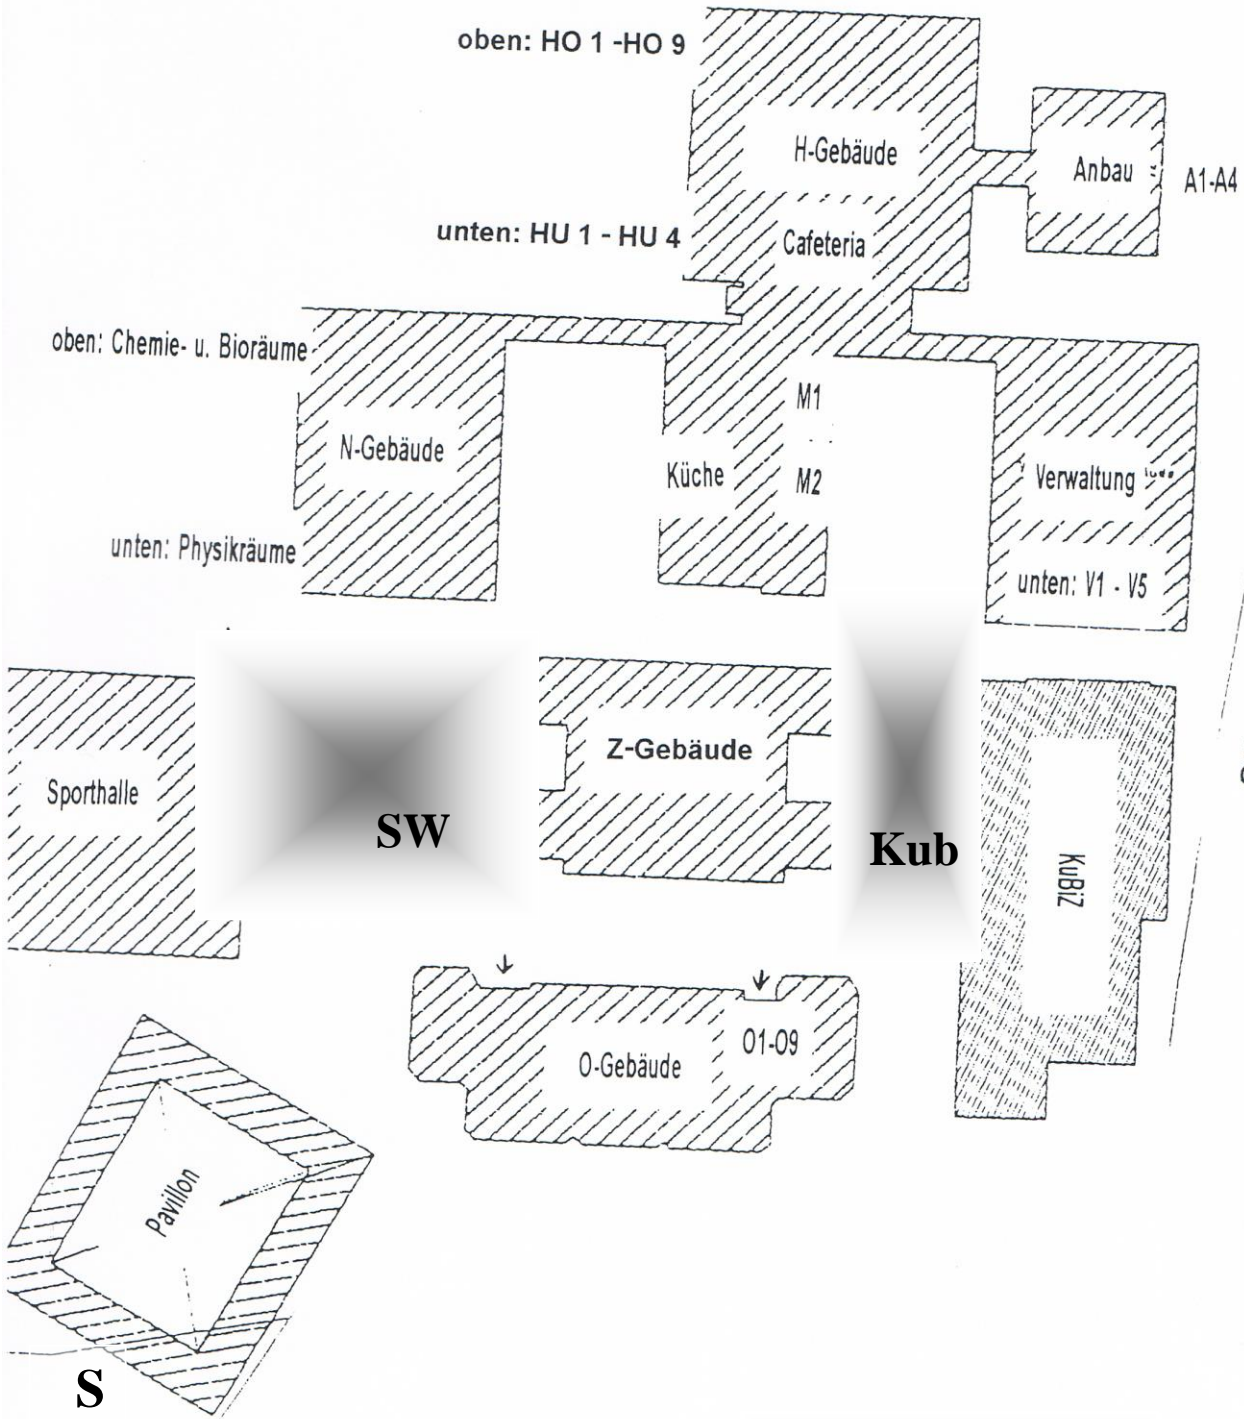 oben: HO 1 -HO 9
H-Gebäude
Anbau
A1-A4
unten: HU 1 - HU 4
Cafeteria
oben: Chemie- u. Bioräume
M1
N-Gebäude
Küche
M2
Verwaltung
unten: Physikräume
unten: V1 - V5
Z-Gebäude
Sporthalle
SW
Kub
KuBiZ
O1-O9
O-Gebäude
Pavillon
S